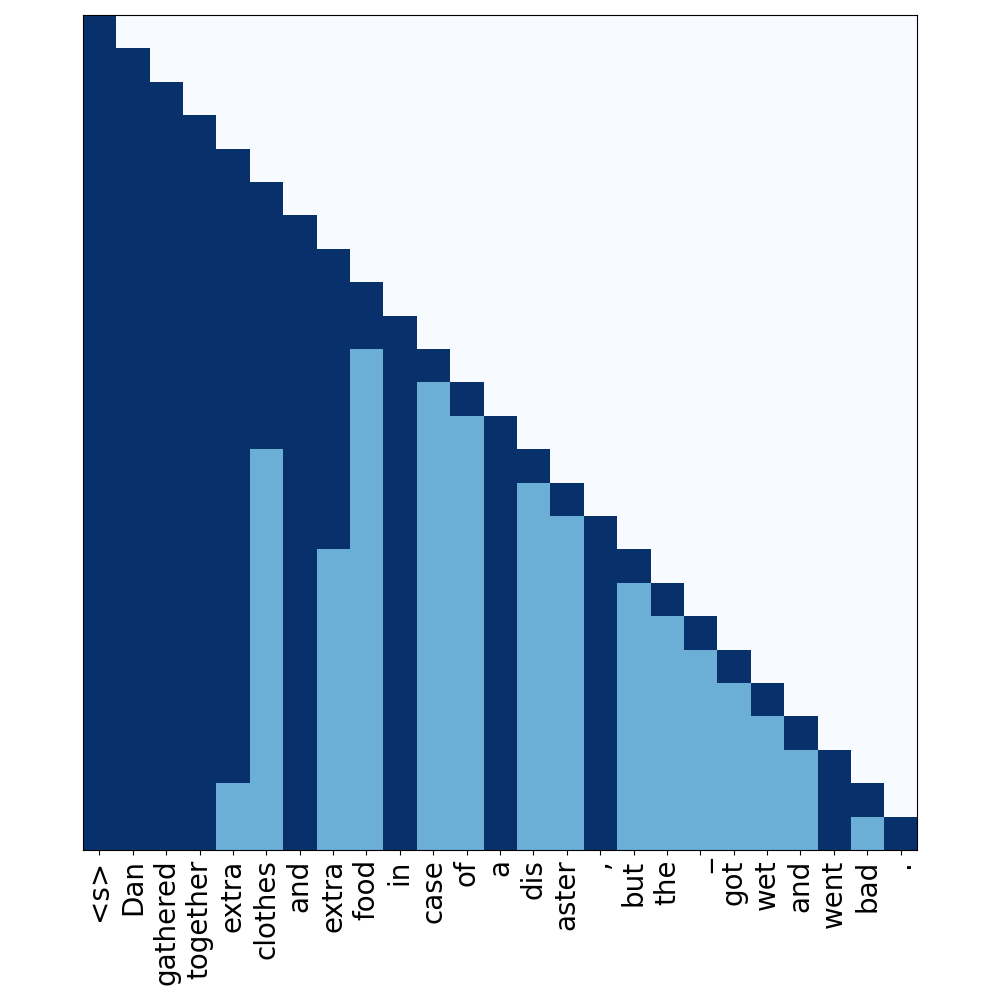 <s>
Dan
gathered
together
extra
clothes
and
extra
food
in
case
of
a
dis
aster
,
but
the
_
got
wet
and
went
bad
.